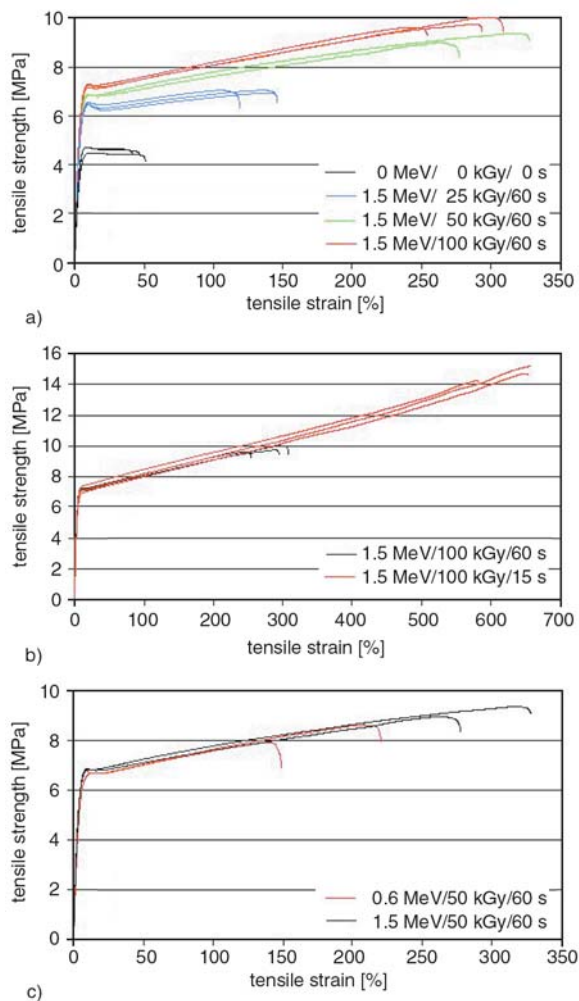 10
8
6
4
2
0
tensile strength [MPa]
0 MeV/ 0 kGy/ 0 s
1.5 MeV/ 25 kGy/60 s
1.5 MeV/ 50 kGy/60 s
1.5 MeV/100 kGy/60 s
0 50 100 150 200 250 300 350
tensile strain [%]
a)
16
14
12
10
8
6
4
2
0
tensile strength [MPa]
1.5 MeV/100 kGy/60 s
1.5 MeV/100 kGy/15 s
0 100 200 300 400 500 600 700
tensile strain [%]
b)
10
8
6
4
2
0
tensile strength [MPa]
0.6 MeV/50 kGy/60 s
1.5 MeV/50 kGy/60 s
0 50 100 150 200 250 300 350
tensile strain [%]
c)